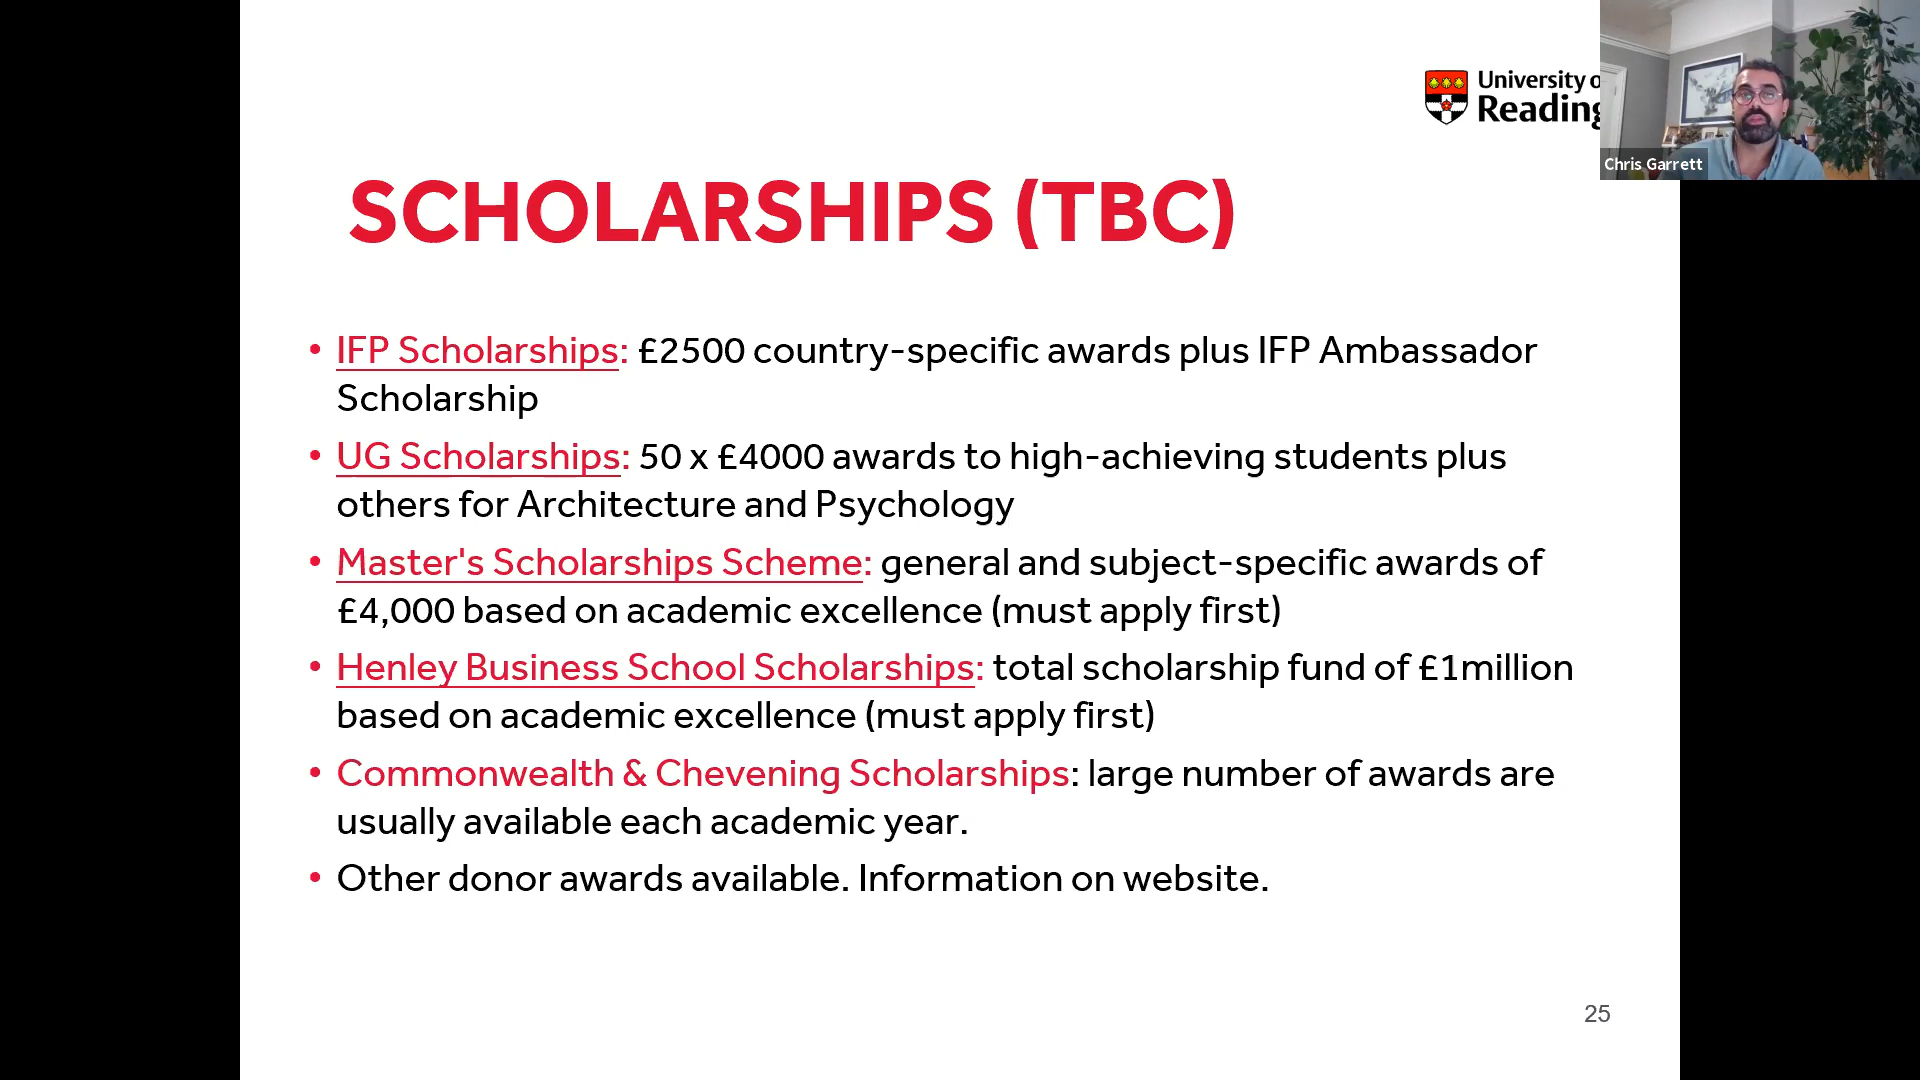 University o
Reading
Chris Garrett
SCHOLARSHIPS (TBC)
• IFP Scholarships: £2500 country-specific awards plus IFP Ambassador
Scholarship
• UG Scholarships: 50 x £4000 awards to high-achieving students plus
others for Architecture and Psychology
• Master's Scholarships Scheme: general and subject-specific awards of
£4,000 based on academic excellence (must apply first)
• Henley Business School Scholarships: total scholarship fund of £1million
based on academic excellence (must apply first)
• Commonwealth & Chevening Scholarships: large number of awards are
usually available each academic year.
• Other donor awards available. Information on website.
25